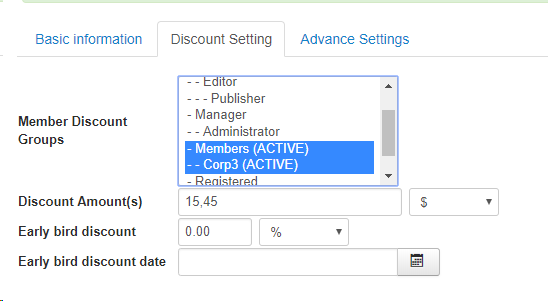 Basic information Discount Setting Advance Settings
- - Editor
- - - Publisher
- Manager
- - Administrator
Member Discount Groups
- Members (ACTIVE)
- - Corp3 (ACTIVE)
- Registered
Discount Amount(s) 15,45 $
Early bird discount 0.00 %
Early bird discount date